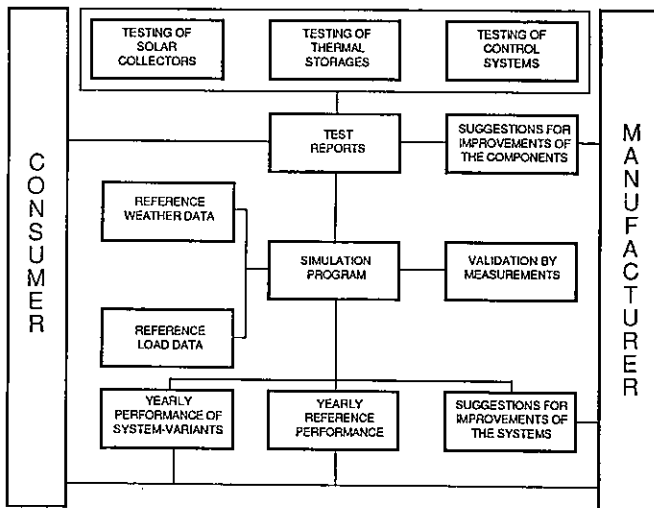 CONSUMER
TESTING OF
SOLAR
COLLECTORS
TESTING OF
THERMAL
STORAGES
TESTING OF
CONTROL
SYSTEMS
TEST
REPORTS
SUGGESTIONS FOR
IMPROVEMENTS OF
THE COMPONENTS
REFERENCE
WEATHER DATA
SIMULATION
PROGRAM
VALIDATION BY
MEASUREMENTS
REFERENCE
LOAD DATA
YEARLY
PERFORMANCE OF
SYSTEM-VARIANTS
YEARLY
REFERENCE
PERFORMANCE
SUGGESTIONS FOR
IMPROVEMENTS OF
THE SYSTEMS
MANUFACTURER